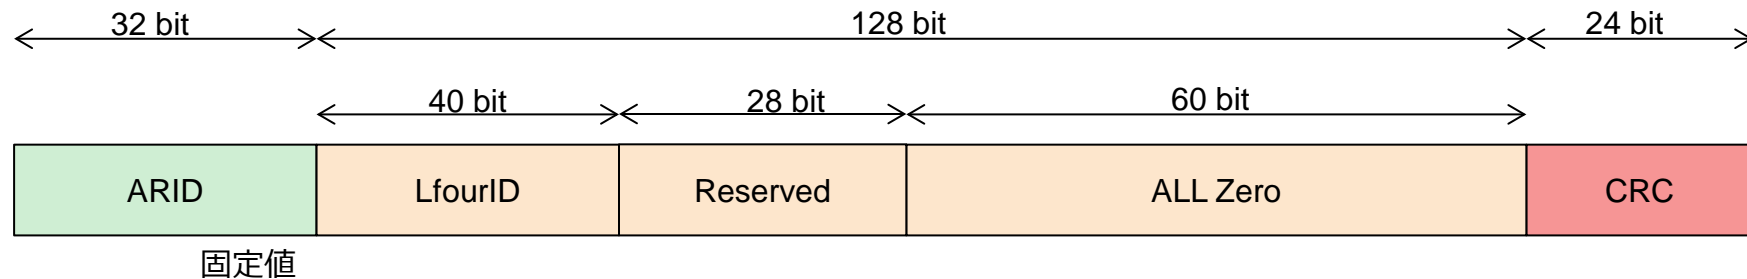 32 bit 128 bit 24 bit
40 bit 28 bit 60 bit
ARID LfourID Reserved ALL Zero CRC
固定値